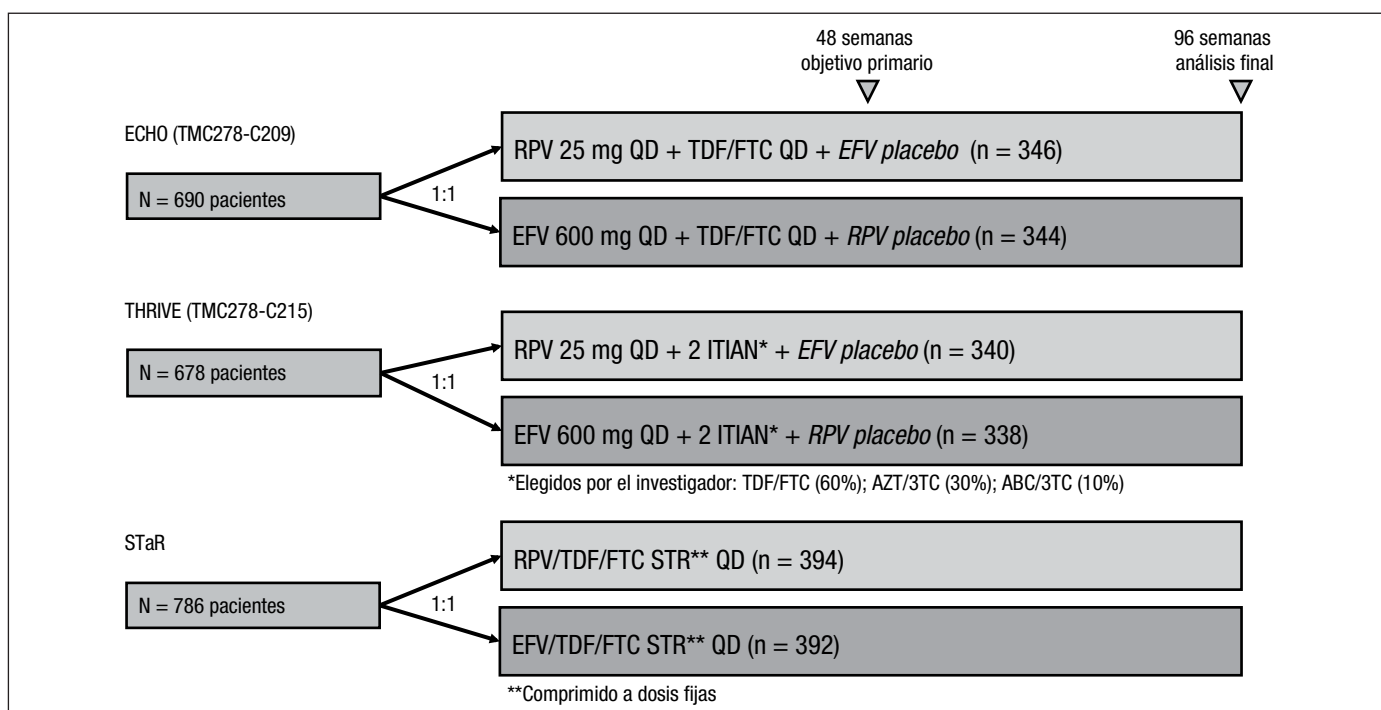 48 semanas
objetivo primario
96 semanas
análisis final
ECHO (TMC278-C209)
N = 690 pacientes
1:1
RPV 25 mg QD + TDF/FTC QD + EFV placebo (n = 346)
EFV 600 mg QD + TDF/FTC QD + RPV placebo (n = 344)
THRIVE (TMC278-C215)
N = 678 pacientes
1:1
RPV 25 mg QD + 2 ITIAN* + EFV placebo (n = 340)
EFV 600 mg QD + 2 ITIAN* + RPV placebo (n = 338)
*Elegidos por el investigador: TDF/FTC (60%); AZT/3TC (30%); ABC/3TC (10%)
STaR
N = 786 pacientes
1:1
RPV/TDF/FTC STR** QD (n = 394)
EFV/TDF/FTC STR** QD (n = 392)
**Comprimido a dosis fijas